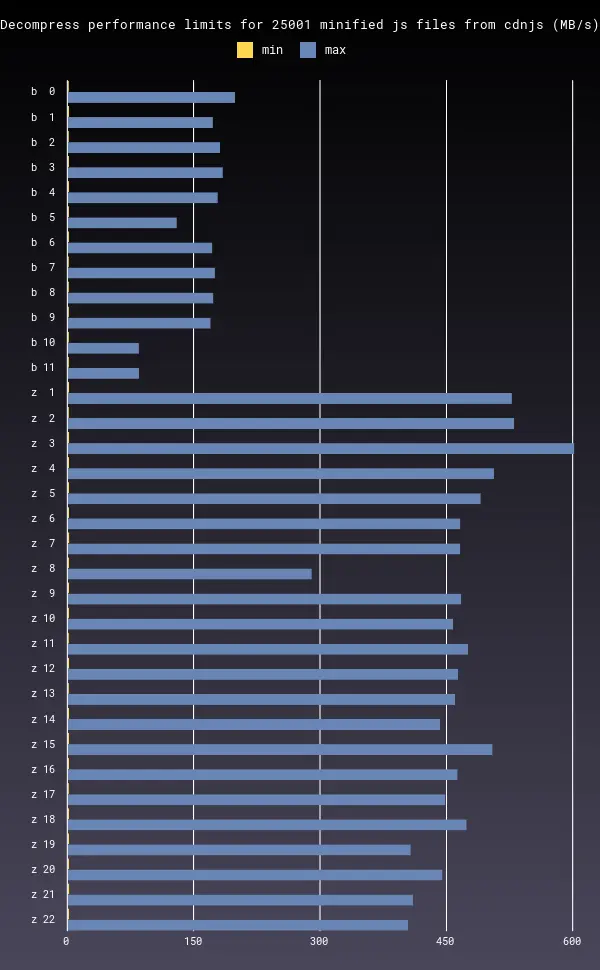 Decompress performance limits for 25001 minified js files from cdnjs (MB/s)
min max
b 0
b 1
b 2
b 3
b 4
b 5
b 6
b 7
b 8
b 9
b 10
b 11
z 1
z 2
z 3
z 4
z 5
z 6
z 7
z 8
z 9
z 10
z 11
z 12
z 13
z 14
z 15
z 16
z 17
z 18
z 19
z 20
z 21
z 22
0 150 300 450 600